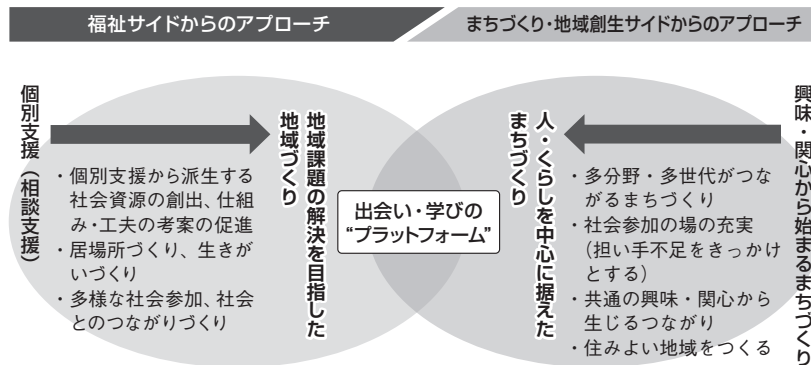 福祉サイドからのアプローチ
まちづくり・地域創生サイドからのアプローチ
個別支援（相談支援）
・個別支援から派生する
社会資源の創出、仕組
み・工夫の考案の促進
・居場所づくり、生きが
いづくり
・多様な社会参加、社会
とのつながりづくり
地域課題の解決を目指した
地域づくり
出会い・学びの
“プラットフォーム”
人・くらしを中心に据えた
まちづくり
・多分野・多世代がつな
がるまちづくり
・社会参加の場の充実
（担い手不足をきっかけ
とする）
・共通の興味・関心から
生じるつながり
・住みよい地域をつくる
興味・関心から始まるまちづくり